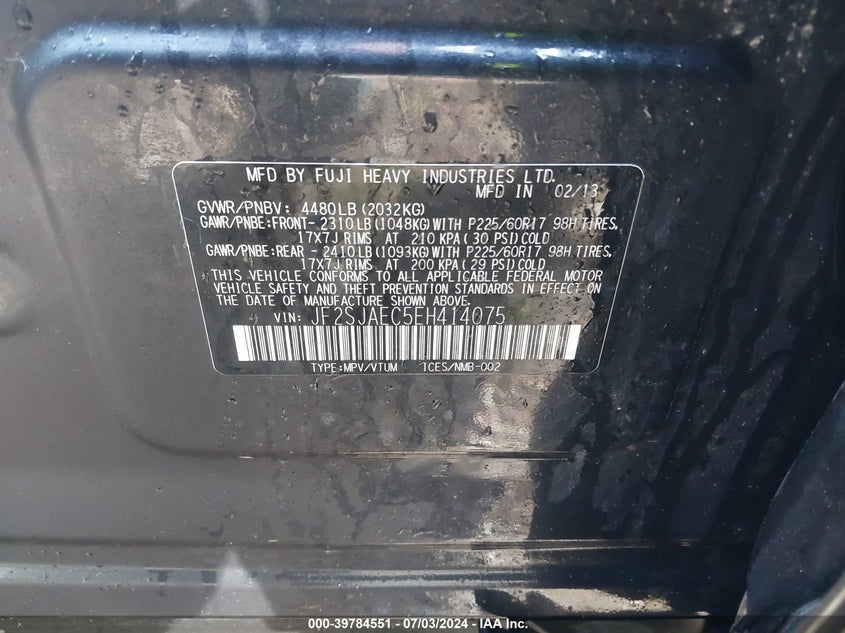 MFD BY FUJI HEAVY INDUSTRIES LTD.
MFD IN 02/13
GVWR/PNBV: 4480LB(2032KG)
GAWR/PNBE:FRONT- 2310LB(1048KG)WITH P225/60R17 98H TIRES,
17X7J RIMS AT 210 KPA(30 PSI)COLD
GAWR/PNBE:REAR - 2410LB(1093KG)WITH P225/60R17 98H TIRES,
17X7J RIMS AT 200 KPA(29 PSI)COLD
THIS VEHICLE CONFORMS TO ALL APPLICABLE FEDERAL MOTOR
VEHICLE SAFETY AND THEFT PREVENTION STANDARDS IN EFFECT ON
THE DATE OF MANUFACTURE SHOWN ABOVE.
VIN: JF2SJAEC5EH414075
TYPE:MPV/VTUM ICES/NMB-002
000-39784551 - 07/03/2024 - IAA Inc.